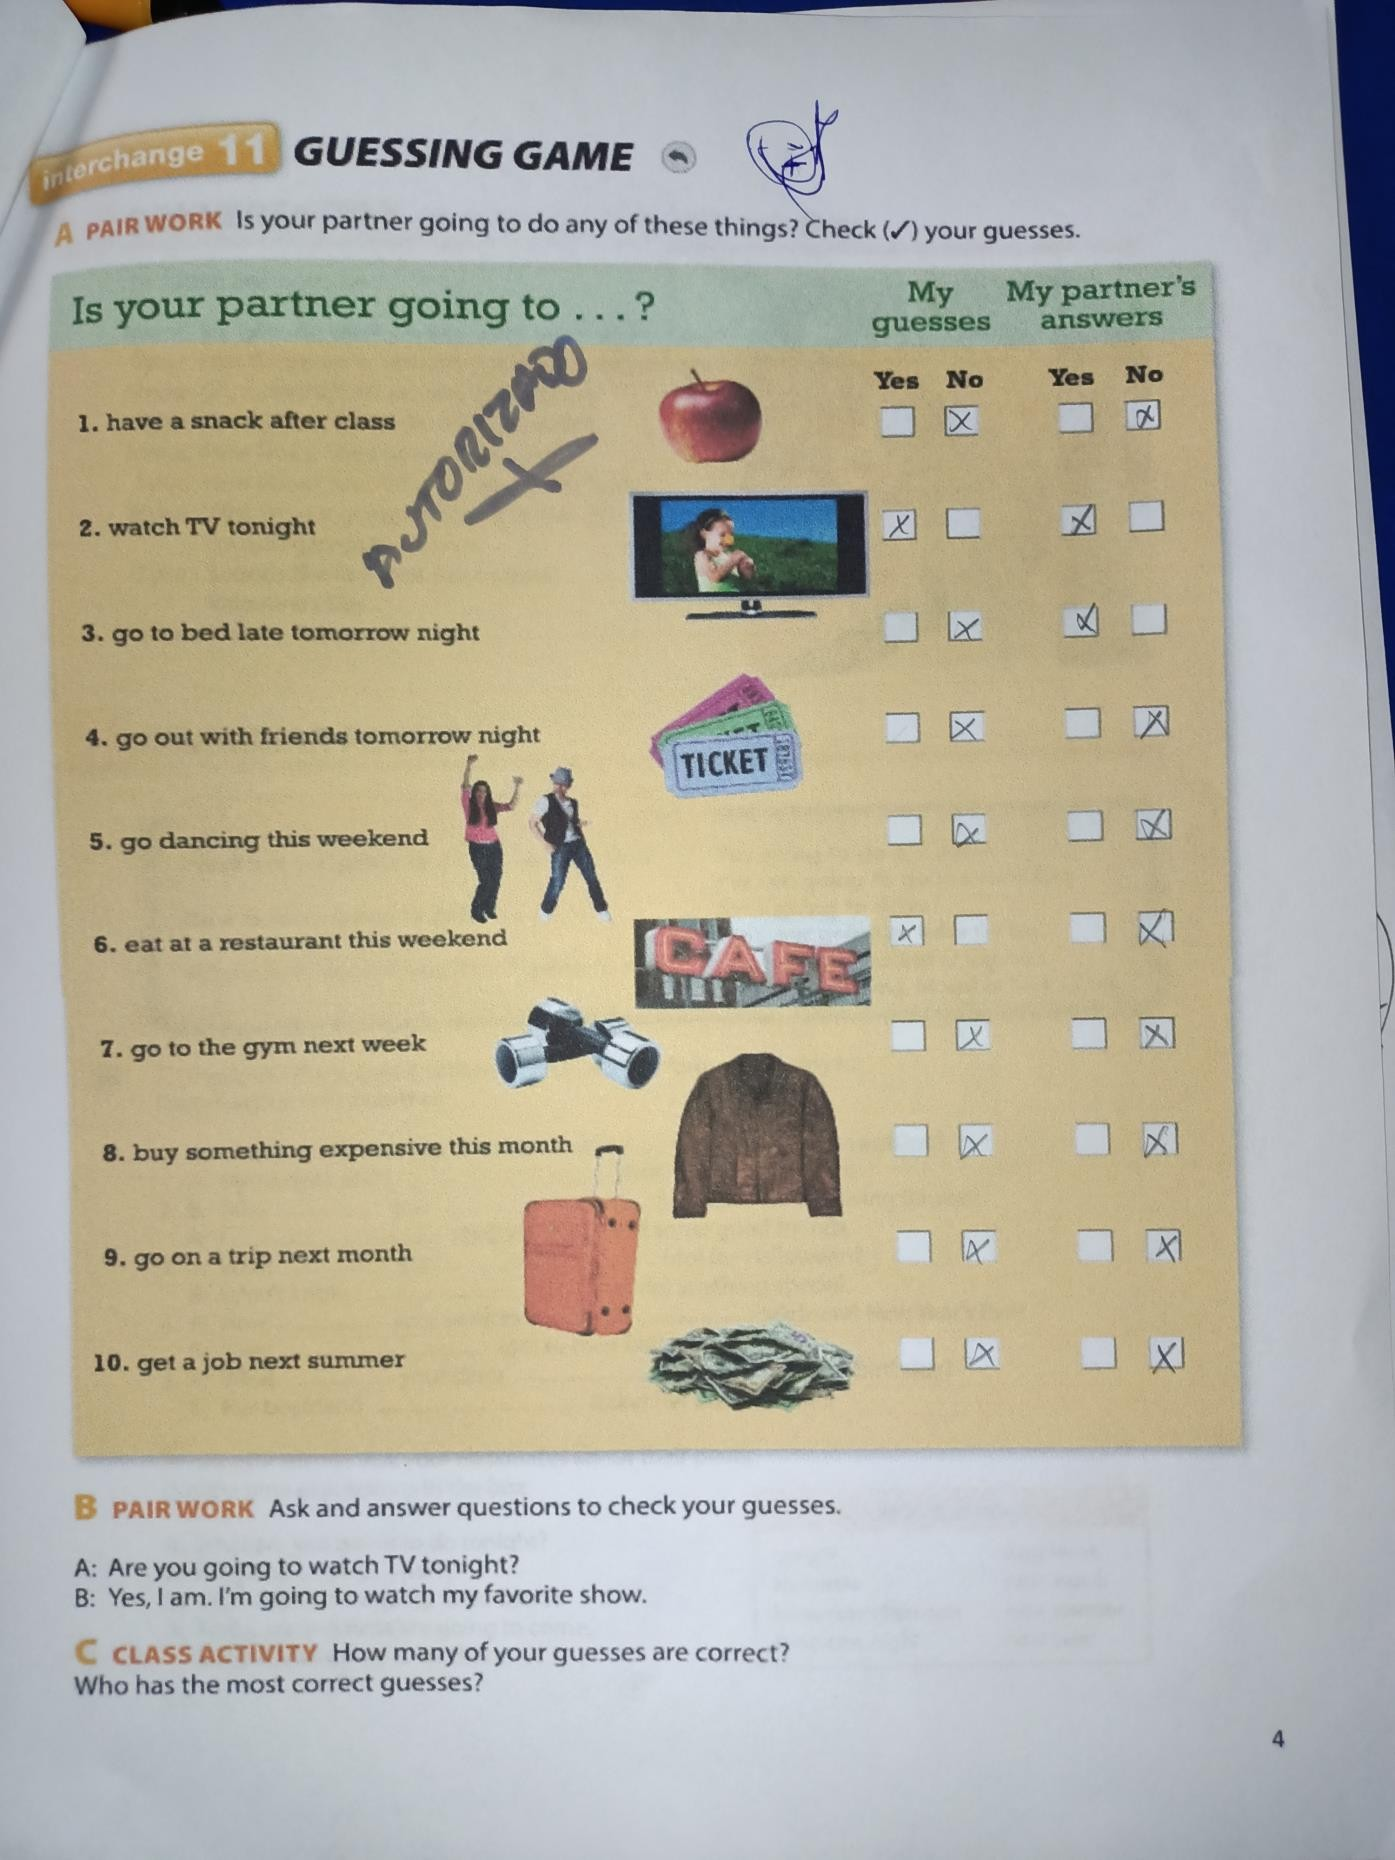 interchange 11 GUESSING GAME
A PAIR WORK Is your partner going to do any of these things? Check (✓) your guesses.
Is your partner going to . . . ?
My guesses
My partner's answers
Yes No Yes No
AUTORIZADO
1. have a snack after class
2. watch TV tonight
3. go to bed late tomorrow night
4. go out with friends tomorrow night
TICKET
5. go dancing this weekend
6. eat at a restaurant this weekend
CAFE
7. go to the gym next week
8. buy something expensive this month
9. go on a trip next month
10. get a job next summer
B PAIR WORK Ask and answer questions to check your guesses.
A: Are you going to watch TV tonight?
B: Yes, I am. I'm going to watch my favorite show.
C CLASS ACTIVITY How many of your guesses are correct?
Who has the most correct guesses?
4